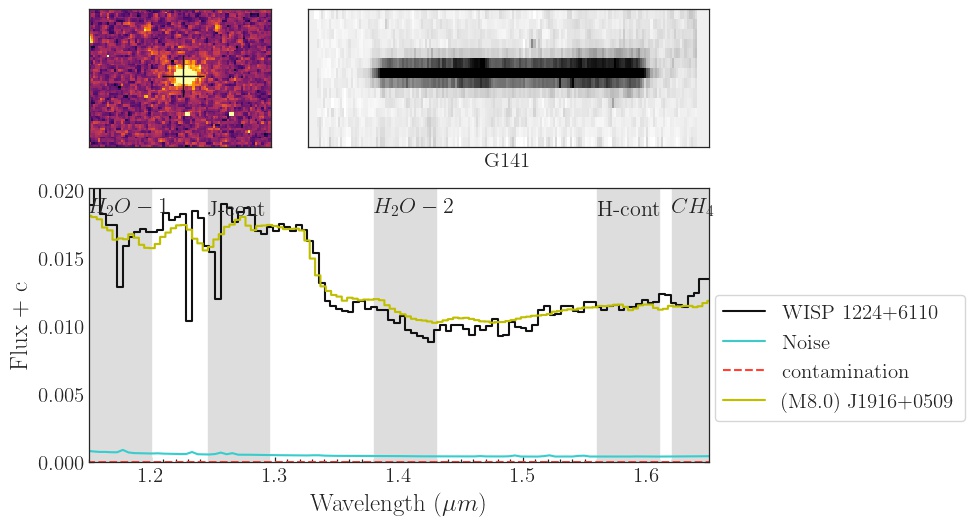 G141
H₂O − 1
J-cont
H₂O − 2
H-cont
CH₄
0.020
0.015
0.010
0.005
0.000
Flux + c
1.2
1.3
1.4
1.5
1.6
Wavelength (μm)
WISP 1224+6110
Noise
contamination
(M8.0) J1916+0509